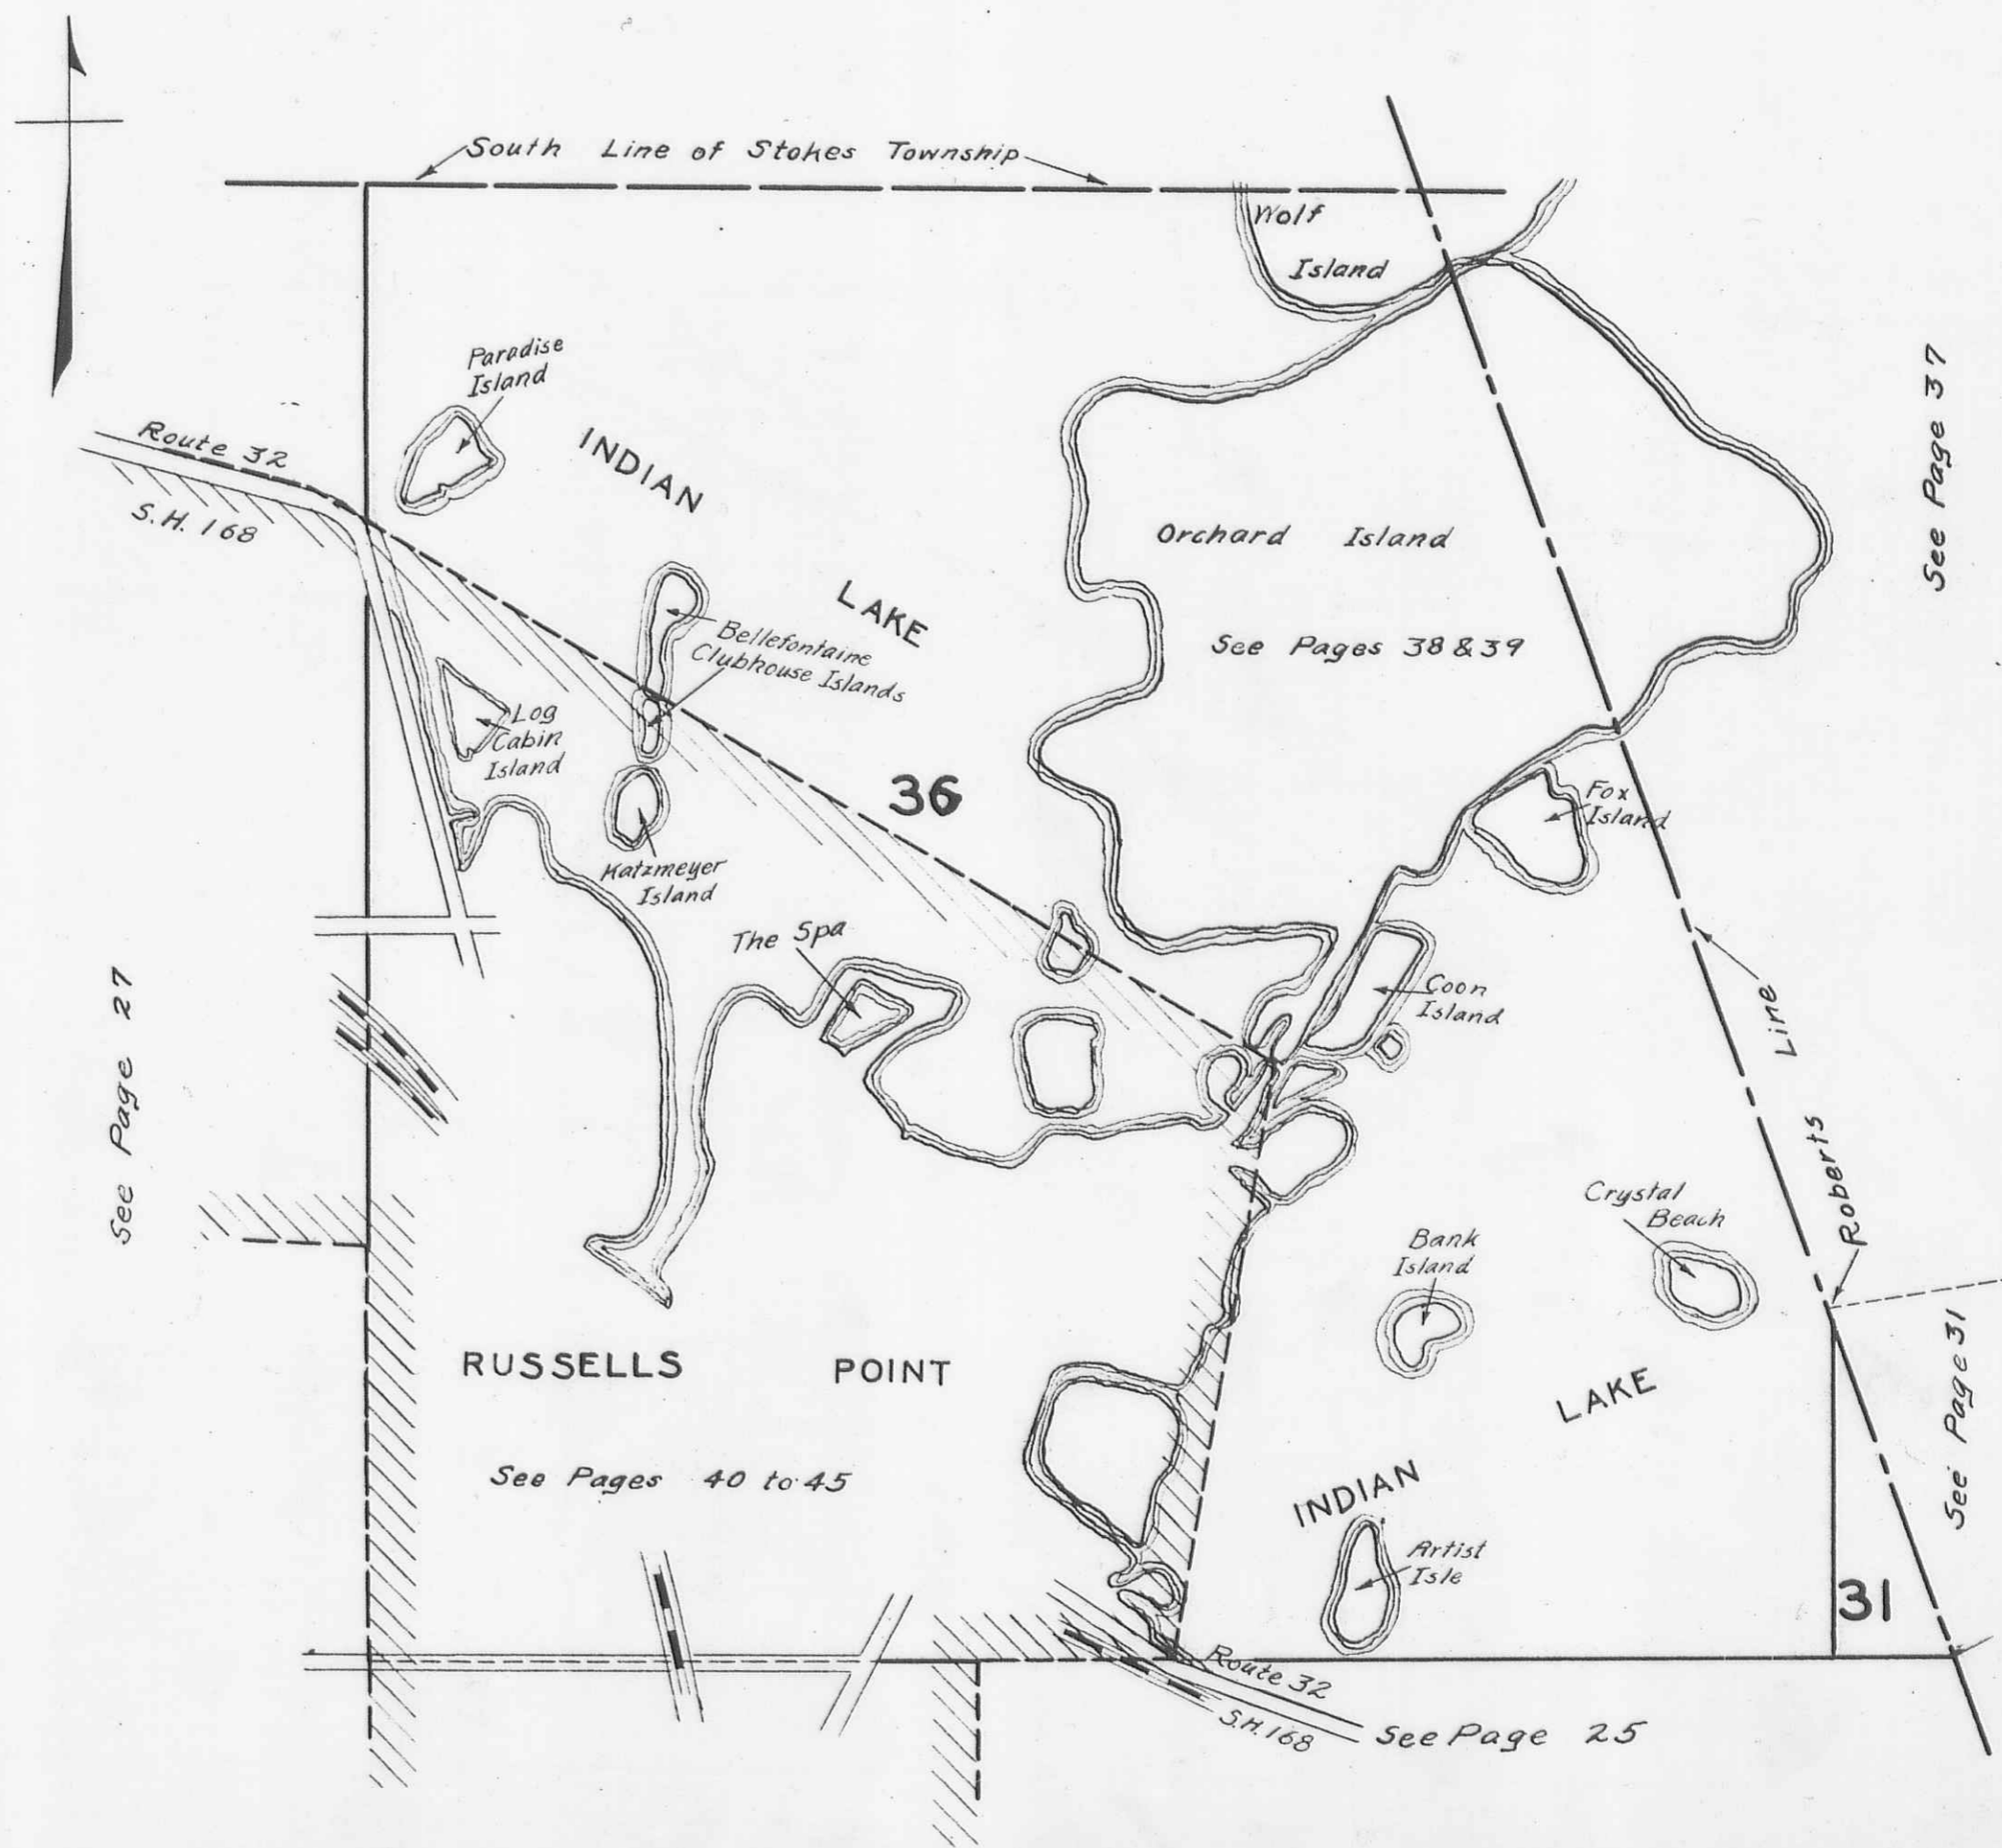 South Line of Stokes Township
Wolf
Island
Paradise
Island
Route 32
S.H. 168
INDIAN
LAKE
See Page 37
Orchard Island
See Pages 38 & 39
Bellefontaine
Clubhouse Islands
Log
Cabin
Island
36
Fox
Island
Katzmeyer
Island
The Spa
Coon
Island
See Page 27
Line
Roberts
Crystal
Beach
Bank
Island
RUSSELLS POINT
LAKE
See Page 31
See Pages 40 to 45
INDIAN
Artist
Isle
31
Route 32
S.H. 168
See Page 25